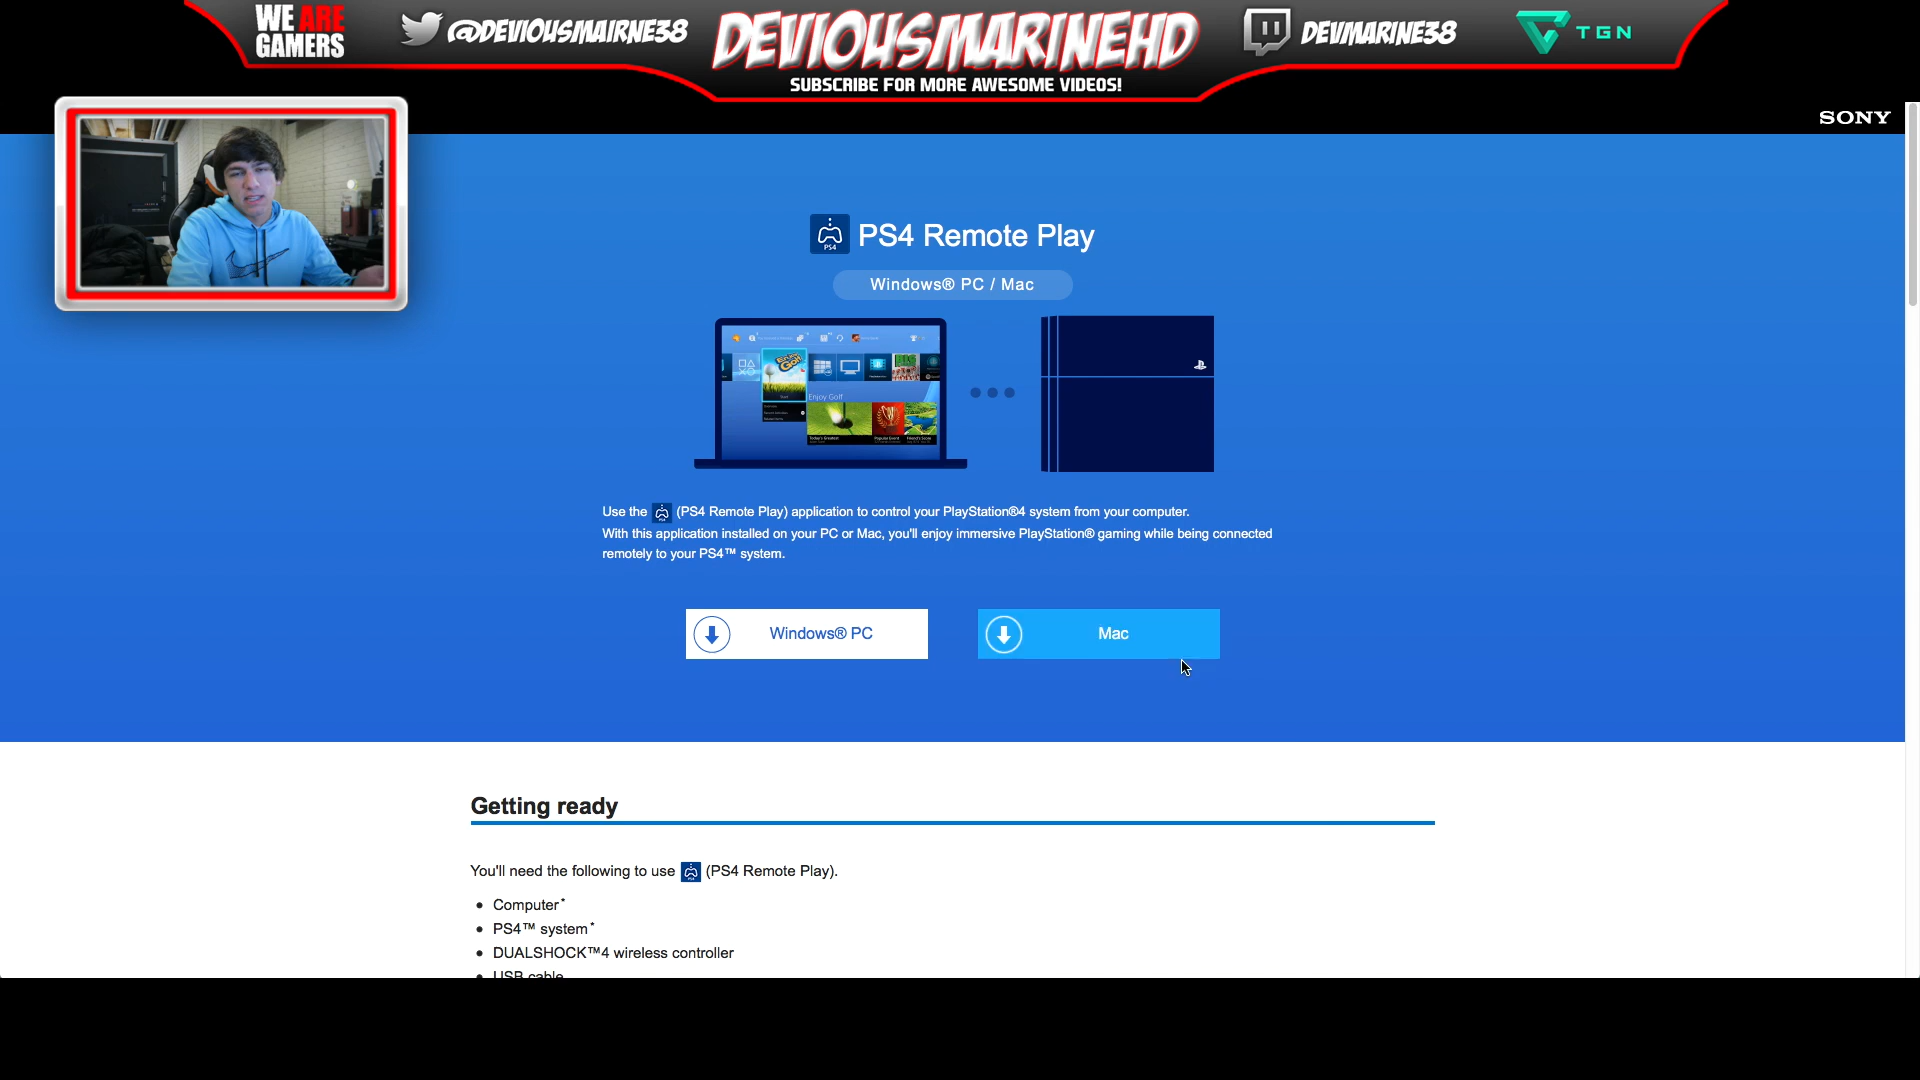 WE ARE
GAMERS
@DEVIOUSMAIRNE38
DEVIOUSMARINEHD
SUBSCRIBE FOR MORE AWESOME VIDEOS!
DEVMARINE38
TGN
SONY
PS4 Remote Play
Windows® PC / Mac
Enjoy Golf
Use the (PS4 Remote Play) application to control your PlayStation®4 system from your computer.
With this application installed on your PC or Mac, you'll enjoy immersive PlayStation® gaming while being connected
remotely to your PS4™ system.
Windows® PC
Mac
Getting ready
You'll need the following to use (PS4 Remote Play).
• Computer*
• PS4™ system*
• DUALSHOCK™4 wireless controller
• USB cable